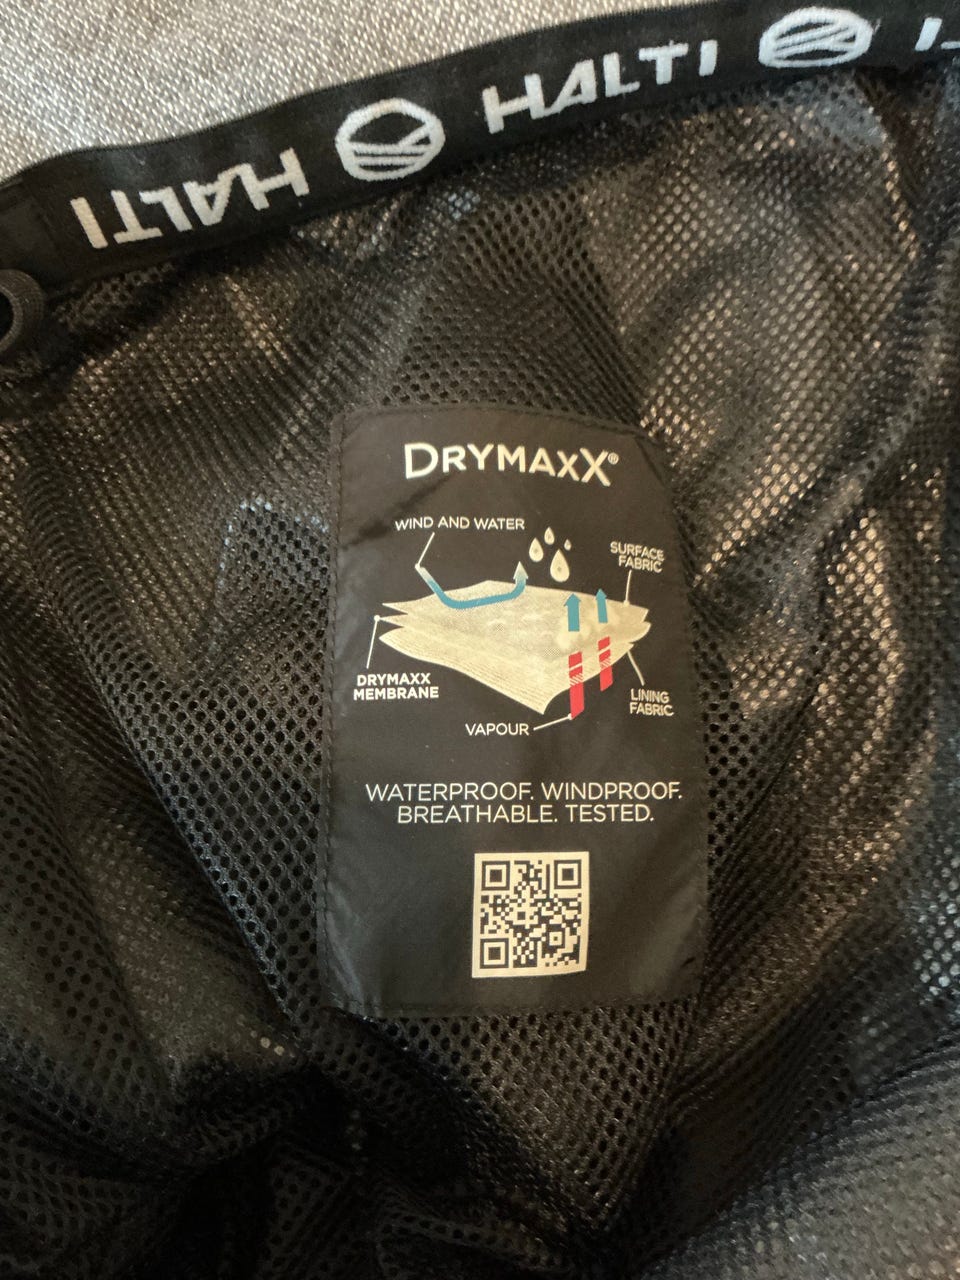 HALTI HALTI
DRYMAXX®
WIND AND WATER
SURFACE
FABRIC
DRYMAXX
MEMBRANE
LINING
FABRIC
VAPOUR
WATERPROOF. WINDPROOF.
BREATHABLE. TESTED.